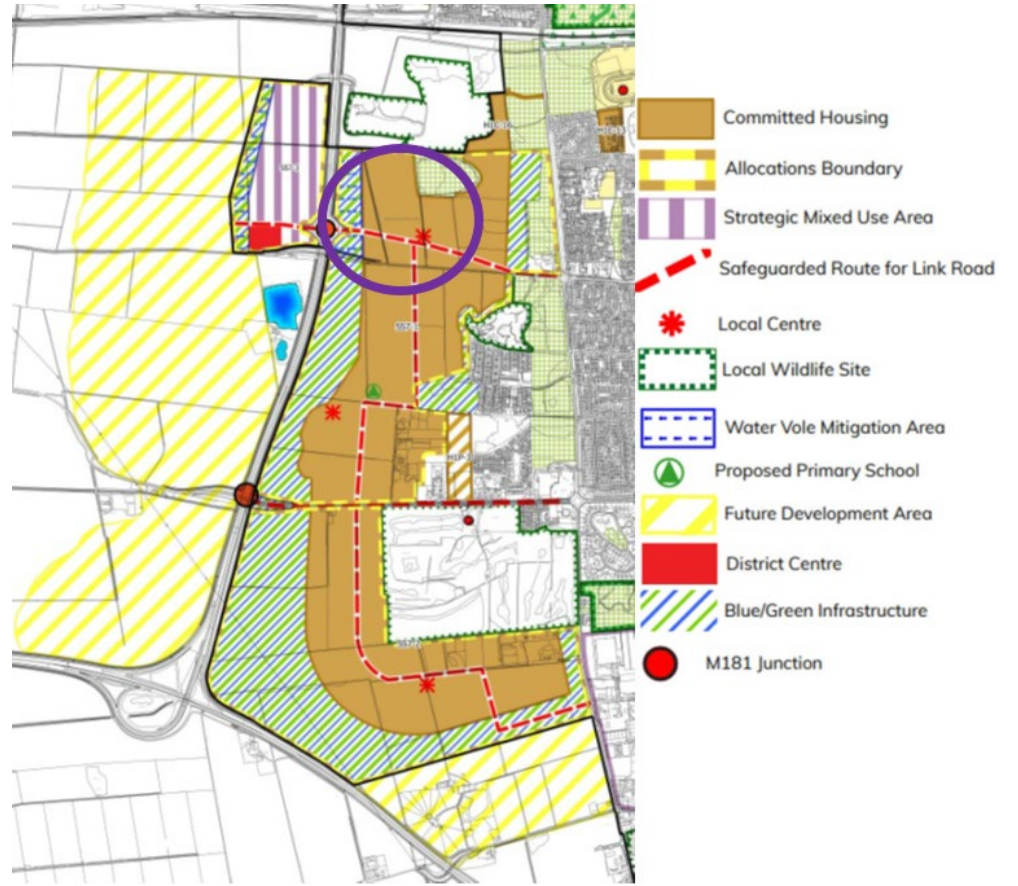 Committed Housing
Allocations Boundary
Strategic Mixed Use Area
Safeguarded Route for Link Road
Local Centre
Local Wildlife Site
Water Vole Mitigation Area
Proposed Primary School
Future Development Area
District Centre
Blue/Green Infrastructure
M181 Junction